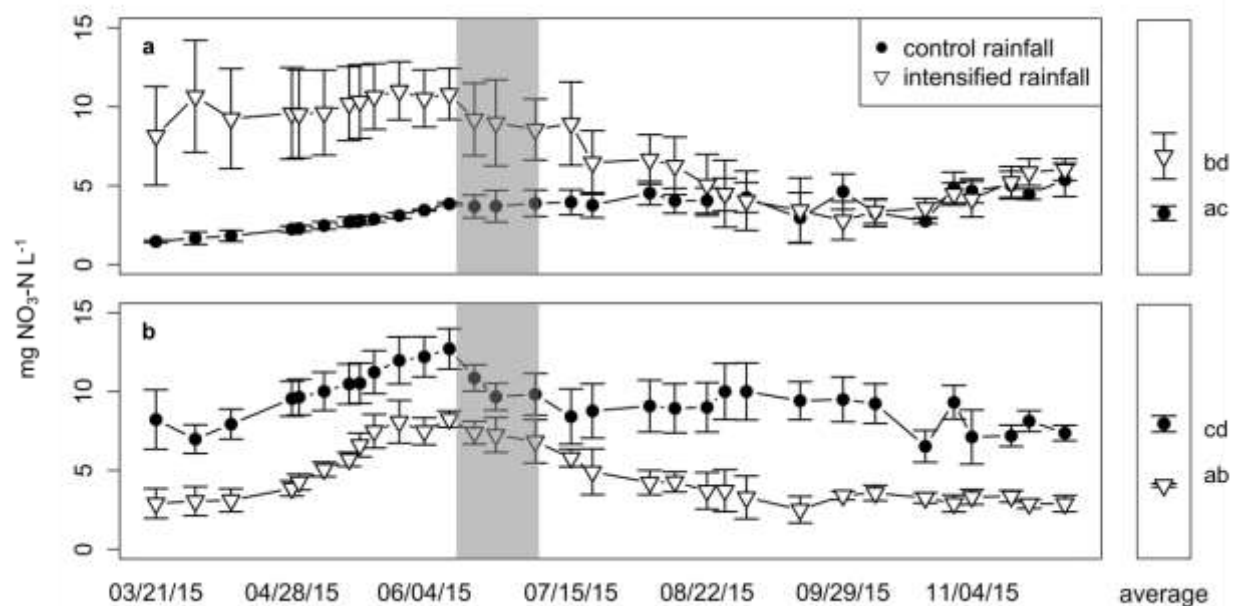 a
control rainfall
intensified rainfall
15
10
5
0
bd
ac
mg NO₃-N L⁻¹
b
15
10
5
0
cd
ab
03/21/15 04/28/15 06/04/15 07/15/15 08/22/15 09/29/15 11/04/15 average